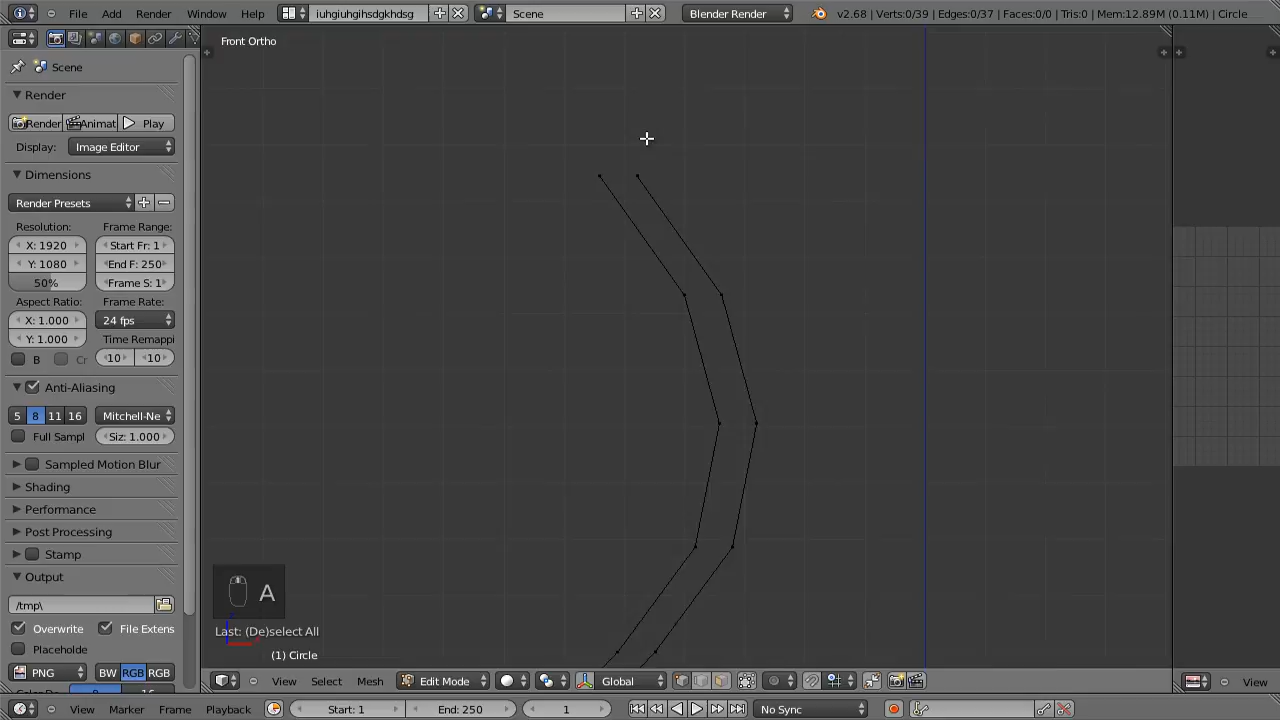 File Add Render Window Help iuhgiuhgihsdgkhdsg Scene Blender Render v2.68 | Verts:0/39 | Edges:0/37 | Faces:0/0 | Tris:0 | Mem:12.89M (0.11M) | Circle
Scene
Front Ortho
Render
Render Animat Play
Display: Image Editor
Dimensions
Render Presets
Resolution: Frame Range:
X: 1920 Start Fr: 1
Y: 1080 End F: 250
50% Frame S: 1
Aspect Ratio: Frame Rate:
X: 1.000 24 fps
Y: 1.000 Time Remappi
B Cr 10 10
Anti-Aliasing
5 8 11 16 Mitchell-Ne
Full Sampl Siz: 1.000
Sampled Motion Blur
Shading
Performance
Post Processing
Stamp
Output
/tmp\
Overwrite File Extens
Placeholde
PNG BW RGB RGB
A
Last: (De)select All
(1) Circle
View Select Mesh Edit Mode Global
View
View Marker Frame Playback Start: 1 End: 250 1 No Sync